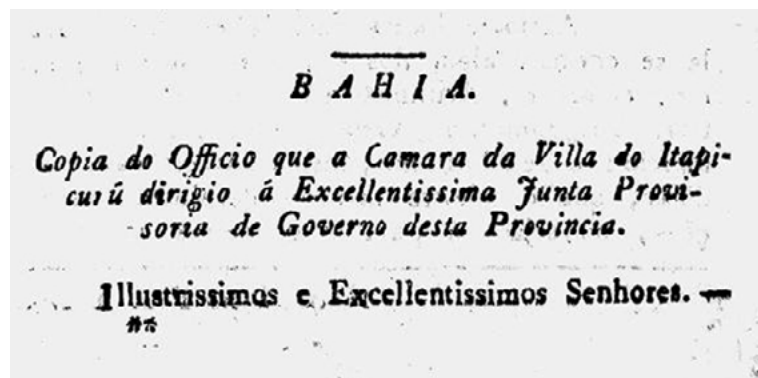 B A H I A.
Copia do Officio que a Camara da Villa do Itapi-
curú dirigio á Excellentissima Junta Provi-
soria de Governo desta Provincia.
Illustrissimos e Excellentissimos Senhores. —